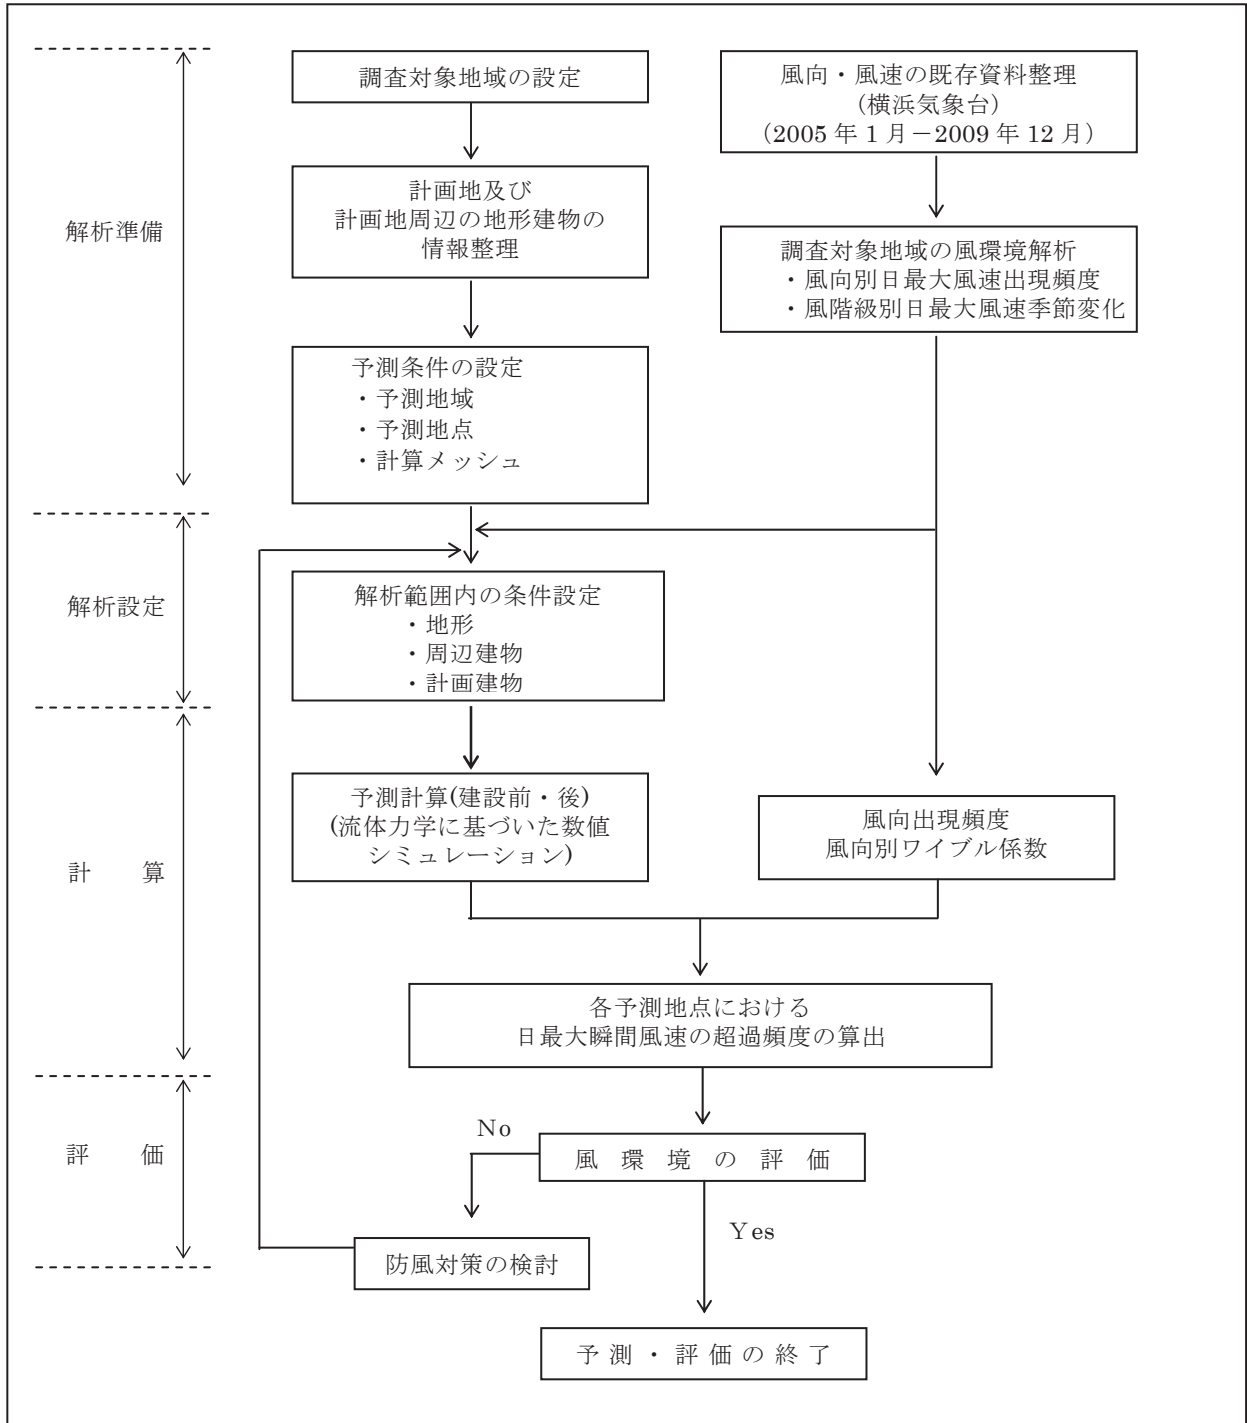 調査対象地域の設定
風向・風速の既存資料整理
(横浜気象台)
(2005年1月－2009年12月)
計画地及び
計画地周辺の地形建物の
情報整理
解析準備
調査対象地域の風環境解析
・風向別日最大風速出現頻度
・風階級別日最大風速季節変化
予測条件の設定
・予測地域
・予測地点
・計算メッシュ
解析設定
解析範囲内の条件設定
・地形
・周辺建物
・計画建物
予測計算(建設前・後)
(流体力学に基づいた数値
シミュレーション)
風向出現頻度
風向別ワイブル係数
計 算
各予測地点における
日最大瞬間風速の超過頻度の算出
評 価
No
風 環 境 の 評 価
Yes
防風対策の検討
予 測 ・ 評 価 の 終 了